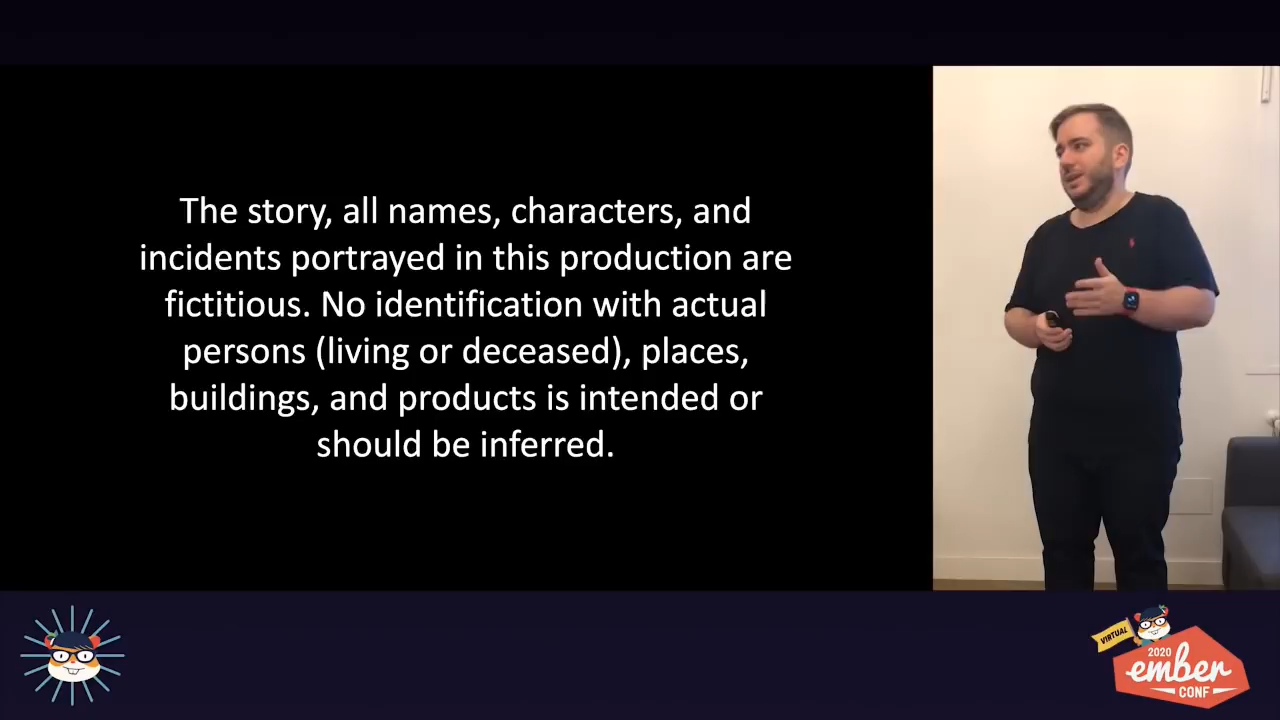 The story, all names, characters, and
incidents portrayed in this production are
fictitious. No identification with actual
persons (living or deceased), places,
buildings, and products is intended or
should be inferred.
VIRTUAL
2020
ember
CONF